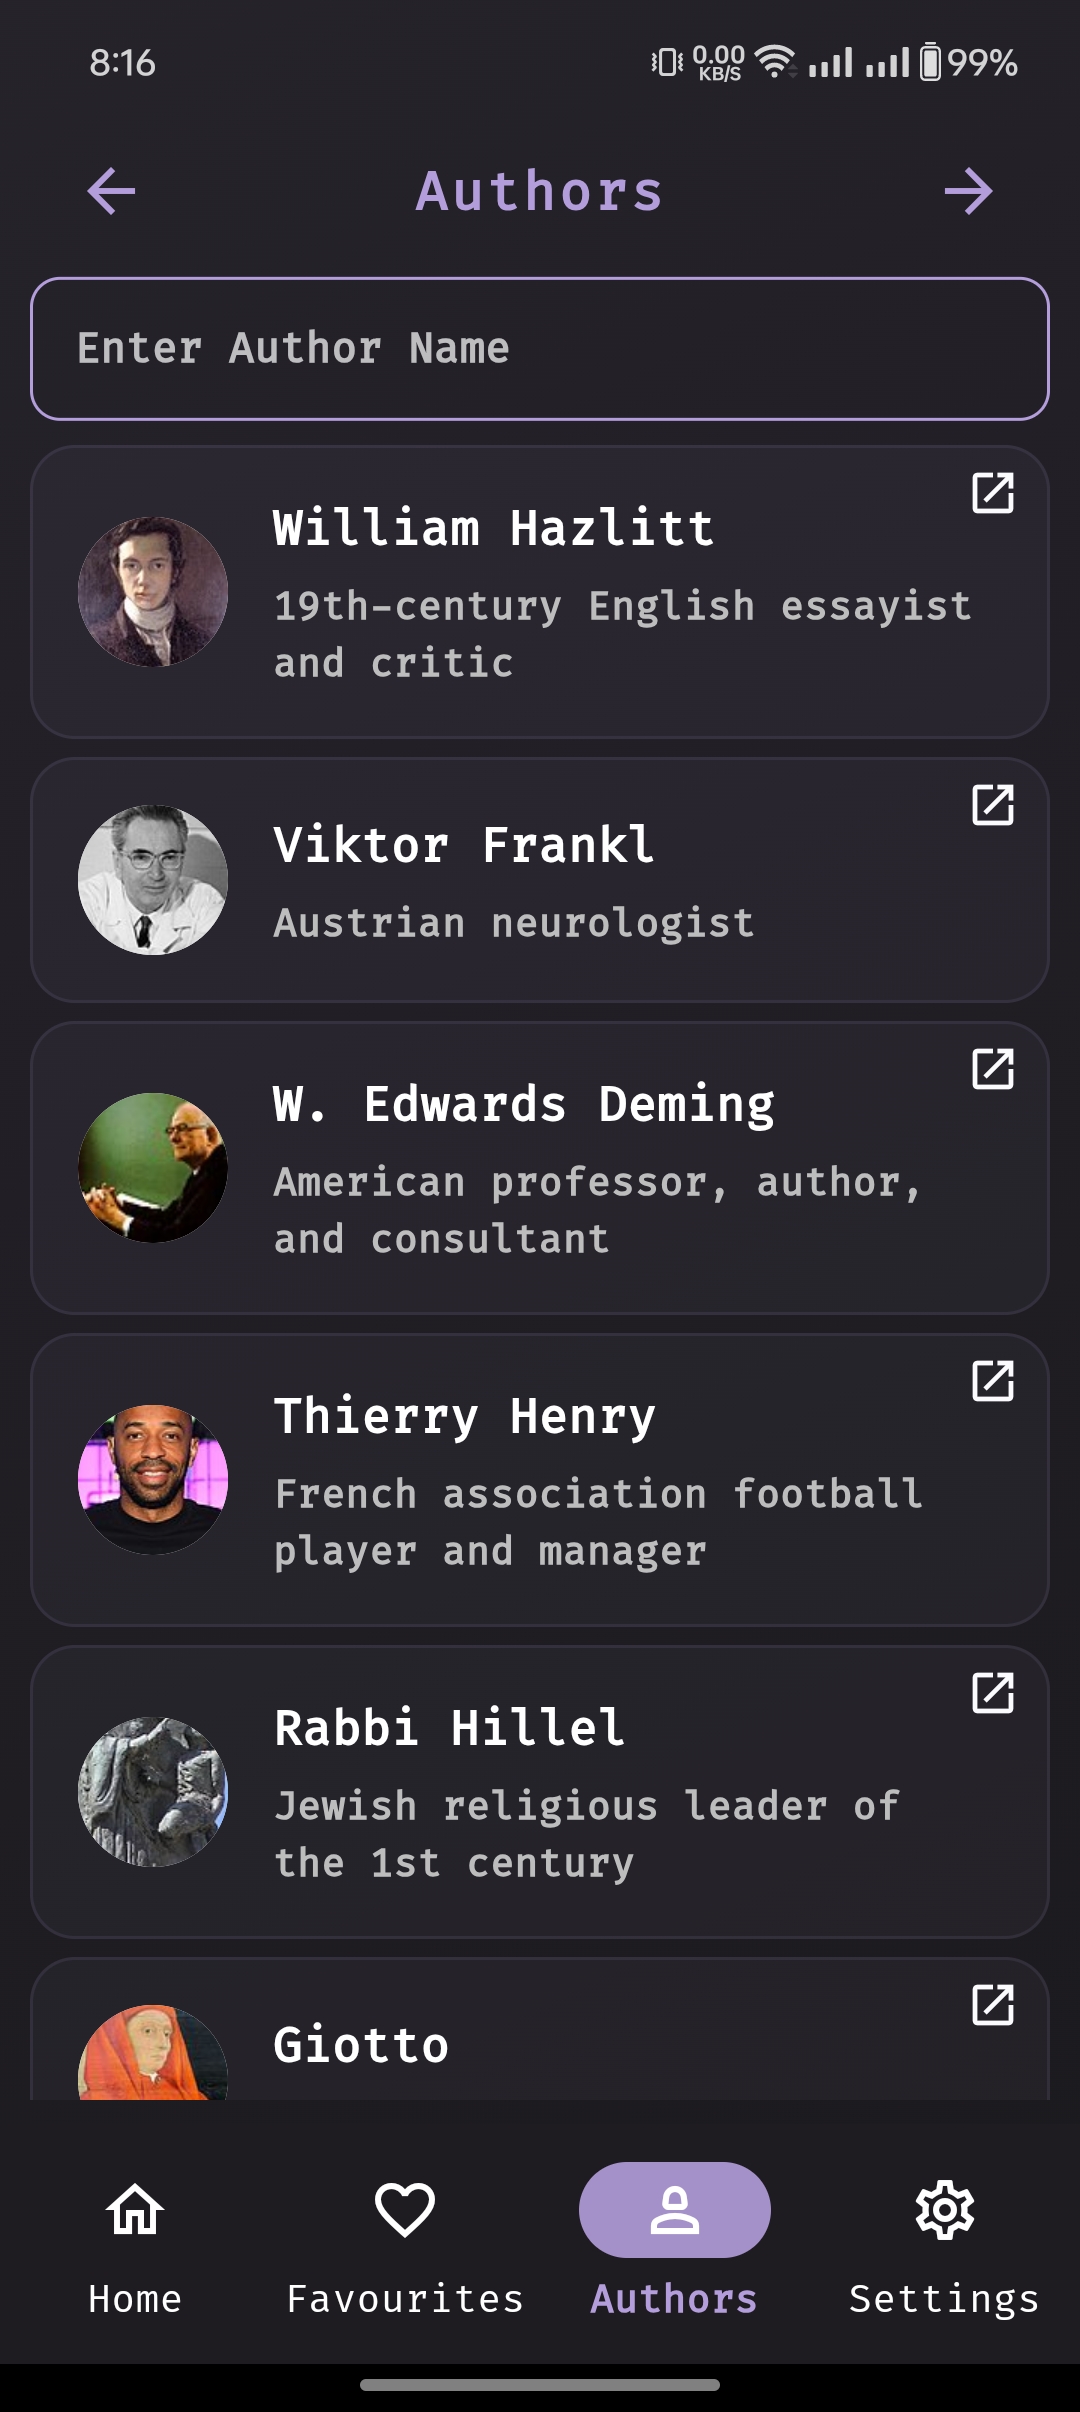 8:16
0.00
KB/S
99%
Authors
Enter Author Name
William Hazlitt
19th-century English essayist
and critic
Viktor Frankl
Austrian neurologist
W. Edwards Deming
American professor, author,
and consultant
Thierry Henry
French association football
player and manager
Rabbi Hillel
Jewish religious leader of
the 1st century
Giotto
Home
Favourites
Authors
Settings